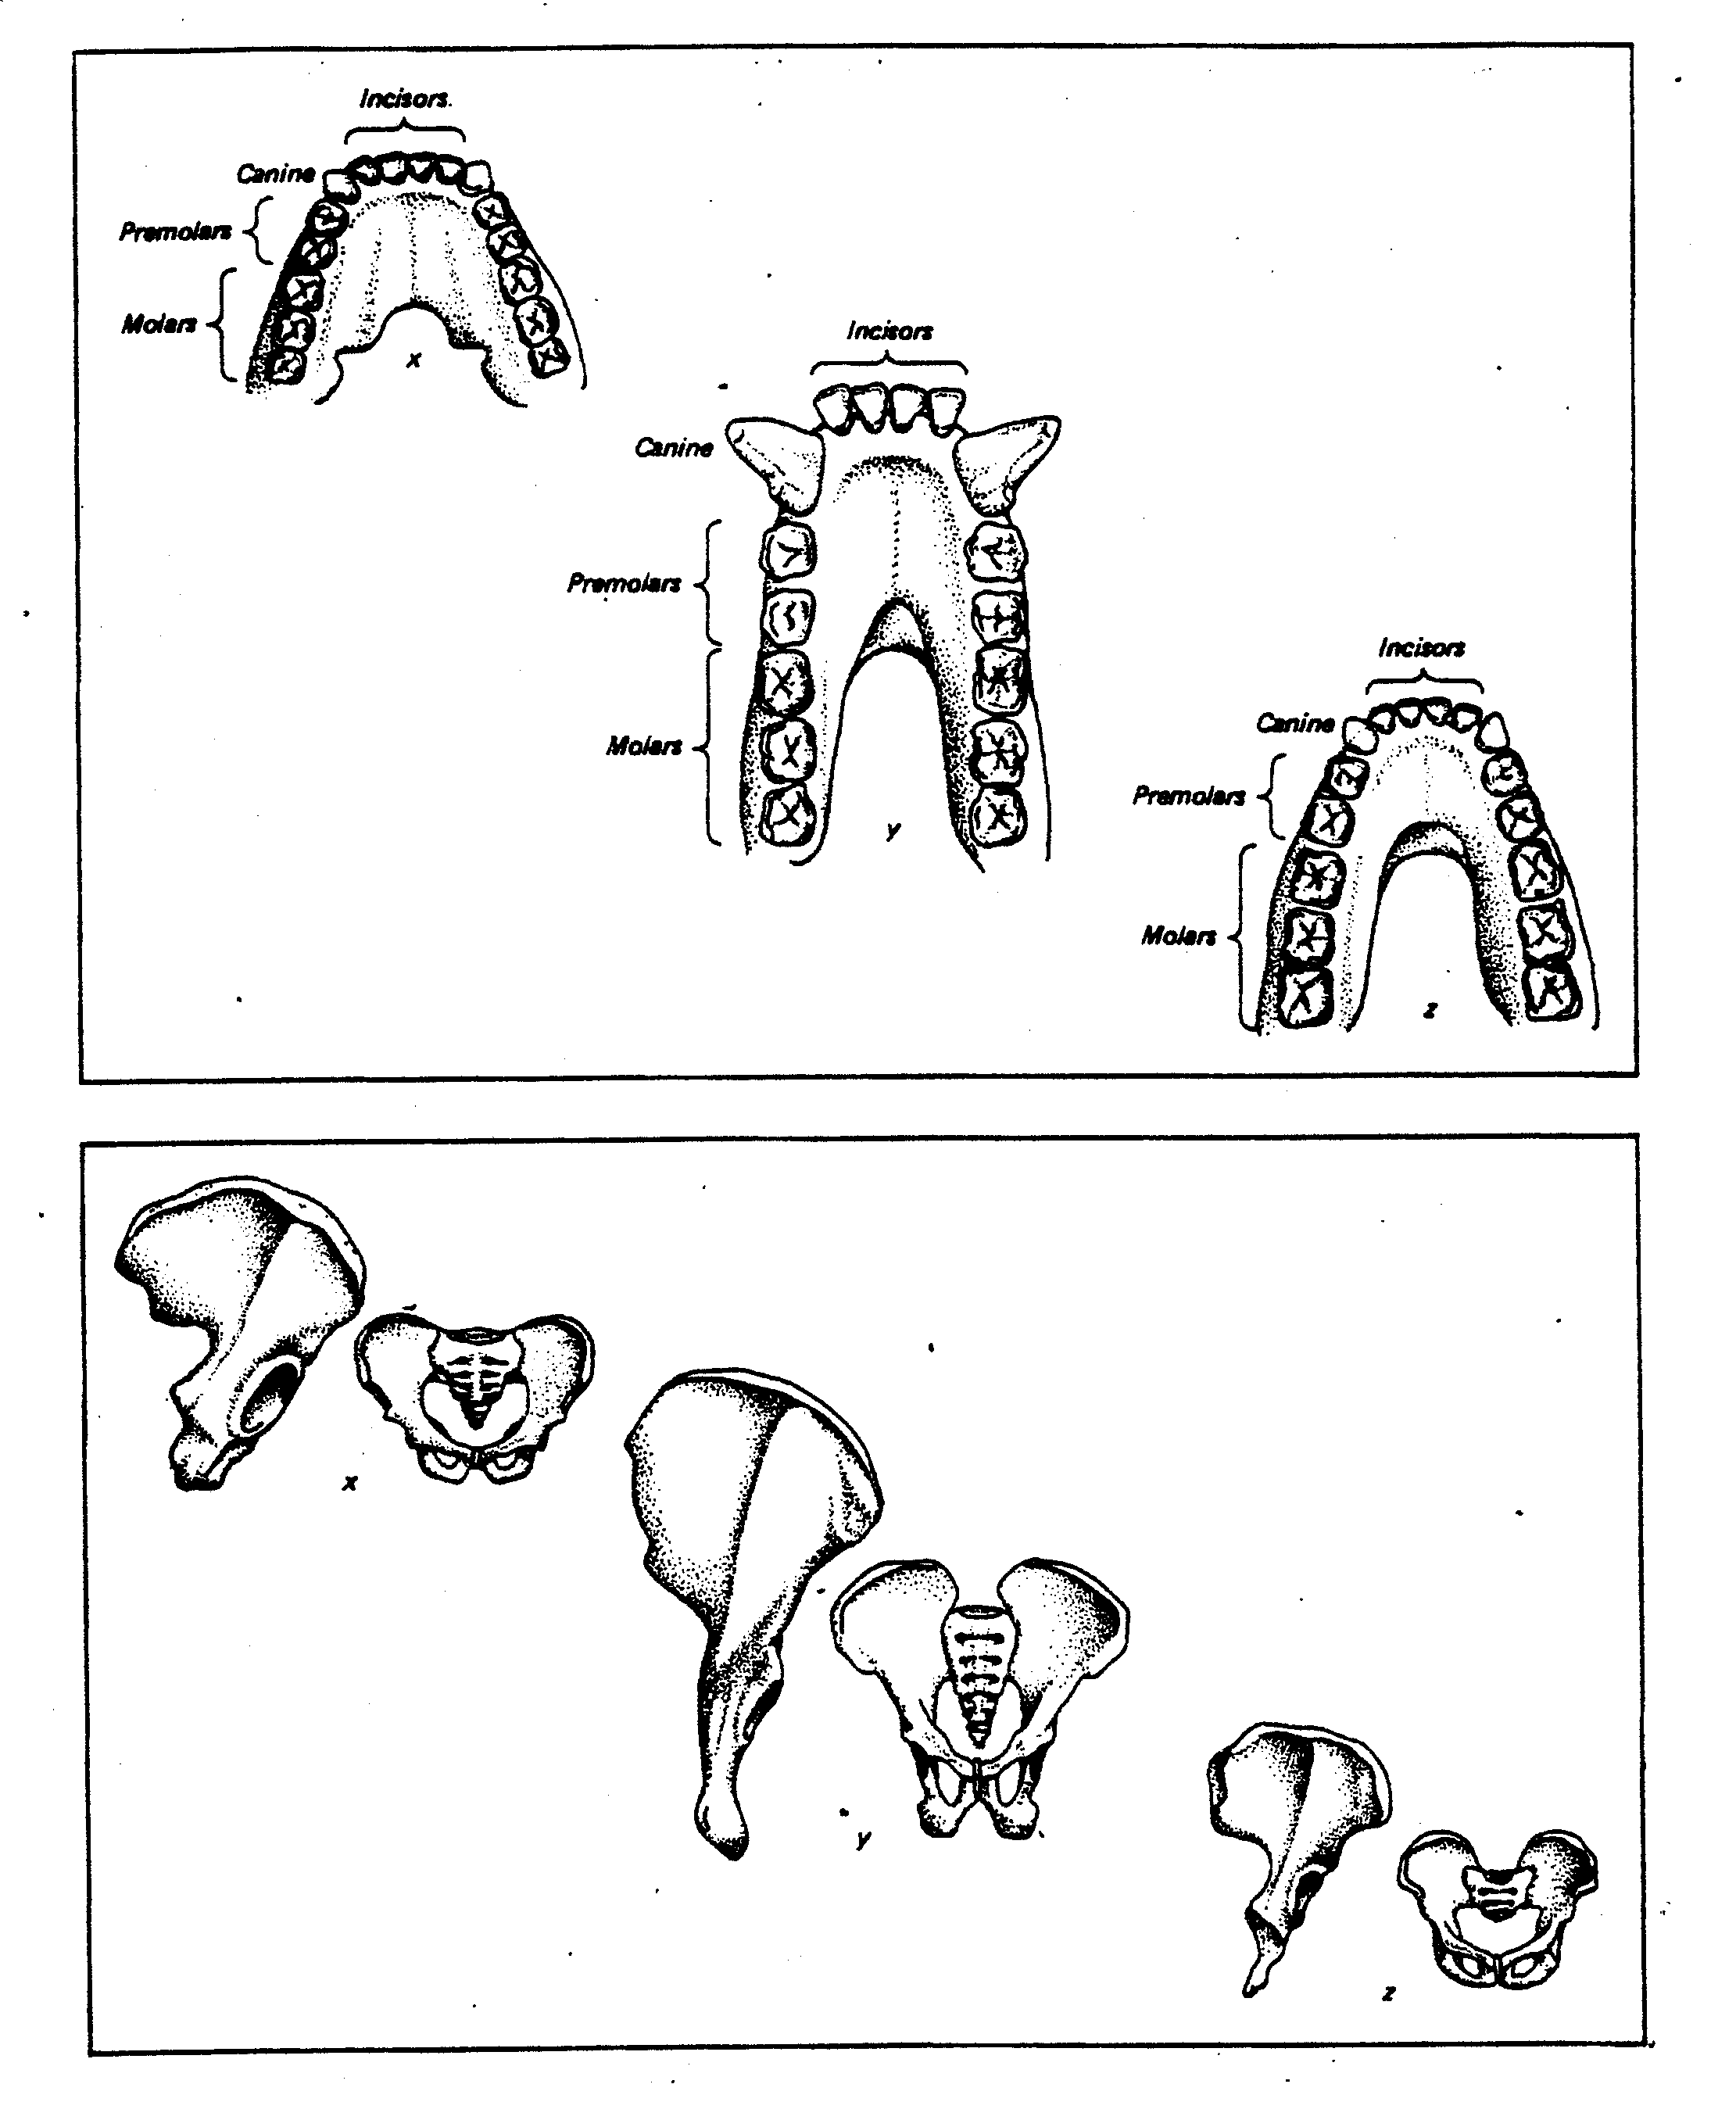 Incisors.
Canine
Premolars
Molars
x
Incisors
Canine
Premolars
Molars
y
Incisors
Canine
Premolars
Molars
z
x
y
z